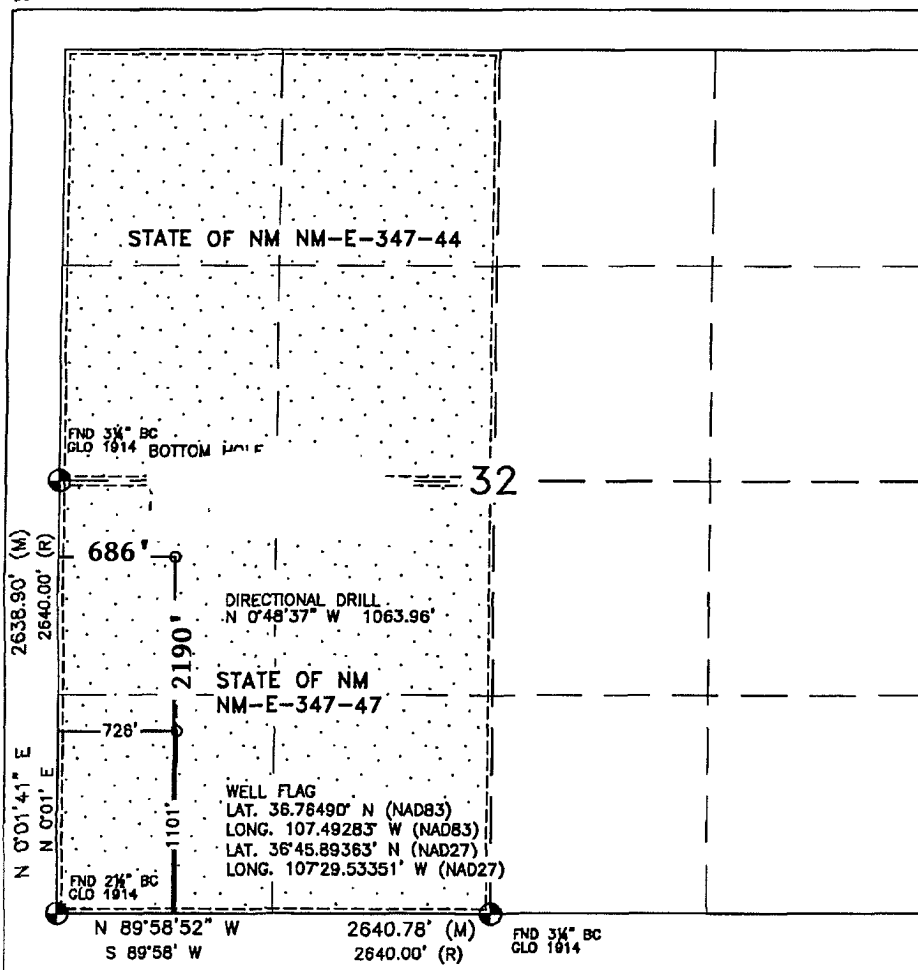 STATE OF NM NM-E-347-44
FND 3¼" BC
GLO 1914
BOTTOM HOLE
32
2638.90' (M)
2640.00' (R)
686'
DIRECTIONAL DRILL
N 0°48'37" W 1063.96'
2190'
STATE OF NM
NM-E-347-47
728'
N 0°01'41" E
N 0°01' E
1101'
WELL FLAG
LAT. 36.76490° N (NAD83)
LONG. 107.49283° W (NAD83)
LAT. 36°45.89363' N (NAD27)
LONG. 107°29.53351' W (NAD27)
FND 2½" BC
GLO 1914
N 89°58'52" W
S 89°58' W
2640.78' (M)
2640.00' (R)
FND 3¼" BC
GLO 1914